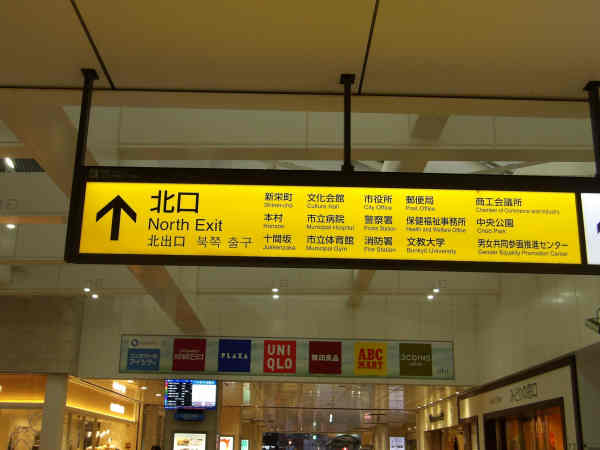 北口
North Exit
北出口 북쪽 출구
新栄町
Shinei-cho
本村
Honson
十間坂
Jukkenzaka
文化会館
Culture Hall
市立病院
Municipal Hospital
市立体育館
Municipal Gym
市役所
City Office
警察署
Police Station
消防署
Fire Station
郵便局
Post Office
保健福祉事務所
Health and Welfare Office
文教大学
Bunkyo University
商工会議所
Chamber of Commerce and Industry
中央公園
Chuo Park
男女共同参画推進センター
Gender Equality Promotion Center
PLAZA
UNI
QLO
無印良品
ABC
MART
3COINS